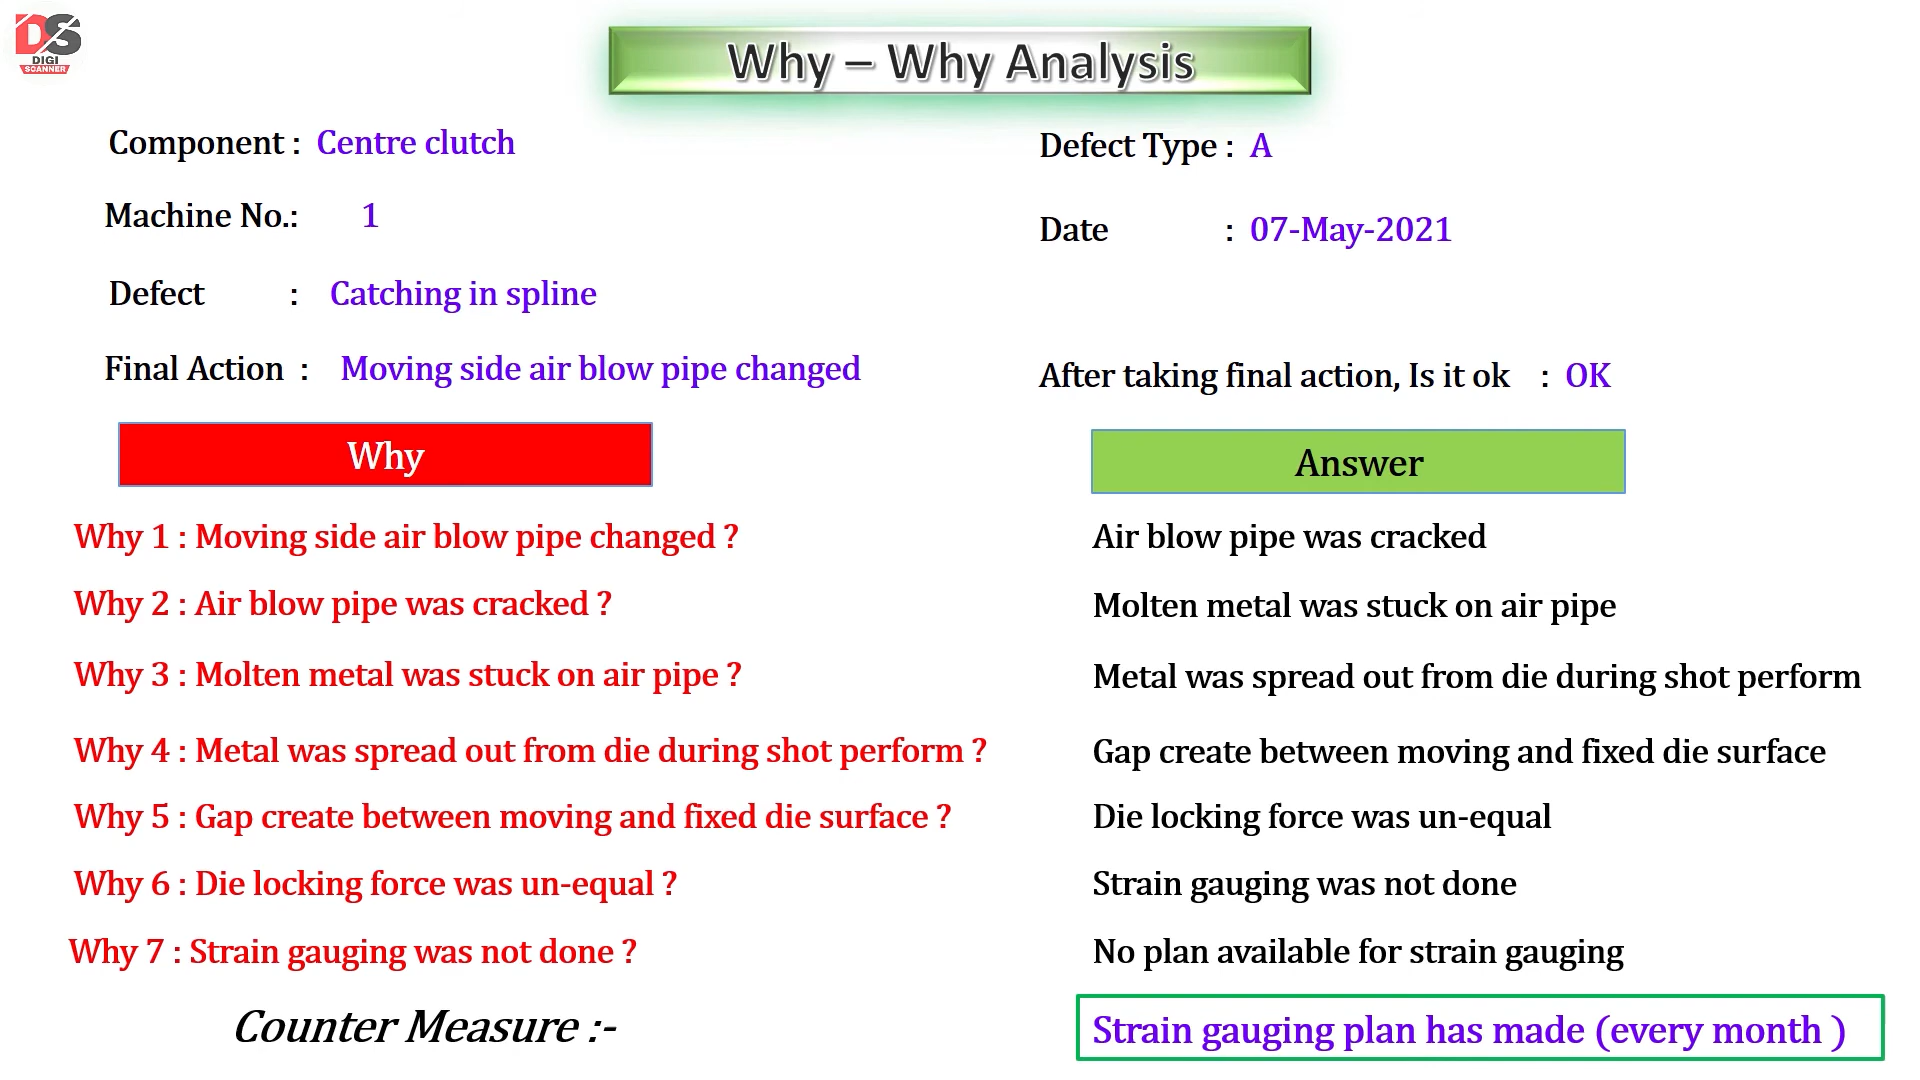 DS
DIGI
SCANNER
Why – Why Analysis
Component : Centre clutch
Defect Type : A
Machine No.: 1
Date : 07-May-2021
Defect : Catching in spline
Final Action : Moving side air blow pipe changed
After taking final action, Is it ok : OK
Why
Answer
Why 1 : Moving side air blow pipe changed ?
Air blow pipe was cracked
Why 2 : Air blow pipe was cracked ?
Molten metal was stuck on air pipe
Why 3 : Molten metal was stuck on air pipe ?
Metal was spread out from die during shot perform
Why 4 : Metal was spread out from die during shot perform ?
Gap create between moving and fixed die surface
Why 5 : Gap create between moving and fixed die surface ?
Die locking force was un-equal
Why 6 : Die locking force was un-equal ?
Strain gauging was not done
Why 7 : Strain gauging was not done ?
No plan available for strain gauging
Counter Measure :-
Strain gauging plan has made (every month )